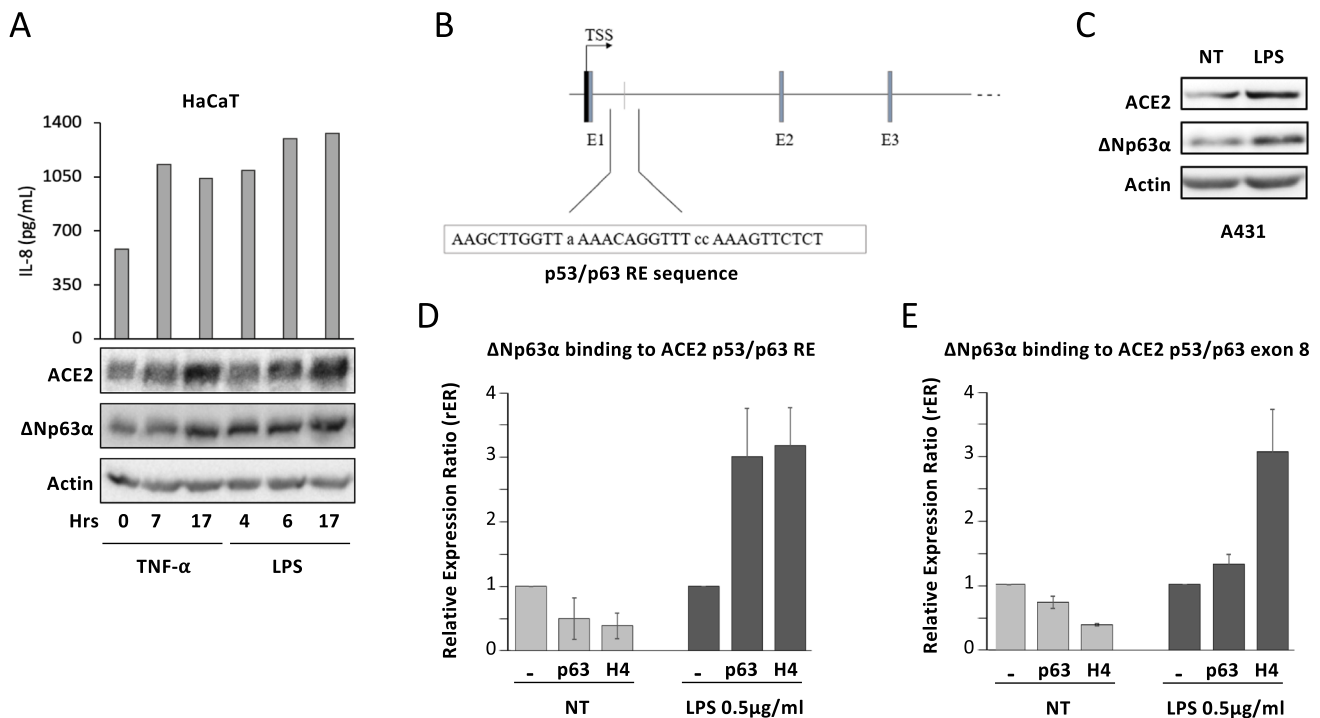 A
HaCaT
IL-8 (pg/mL)
1400
1050
700
350
0
ACE2
ΔNp63α
Actin
Hrs 0 7 17 4 6 17
TNF-α LPS
B
TSS
E1 E2 E3
AAGCTTGGTT a AAACAGGTTT cc AAAGTTCTCT
p53/p63 RE sequence
C
NT LPS
ACE2
ΔNp63α
Actin
A431
D
ΔNp63α binding to ACE2 p53/p63 RE
Relative Expression Ratio (rER)
4
3
2
1
0
- p63 H4 - p63 H4
NT LPS 0.5µg/ml
E
ΔNp63α binding to ACE2 p53/p63 exon 8
Relative Expression Ratio (rER)
4
3
2
1
0
- p63 H4 - p63 H4
NT LPS 0.5µg/ml